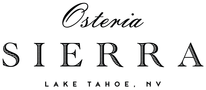 Osteria
SIERRA
LAKE TAHOE, NV